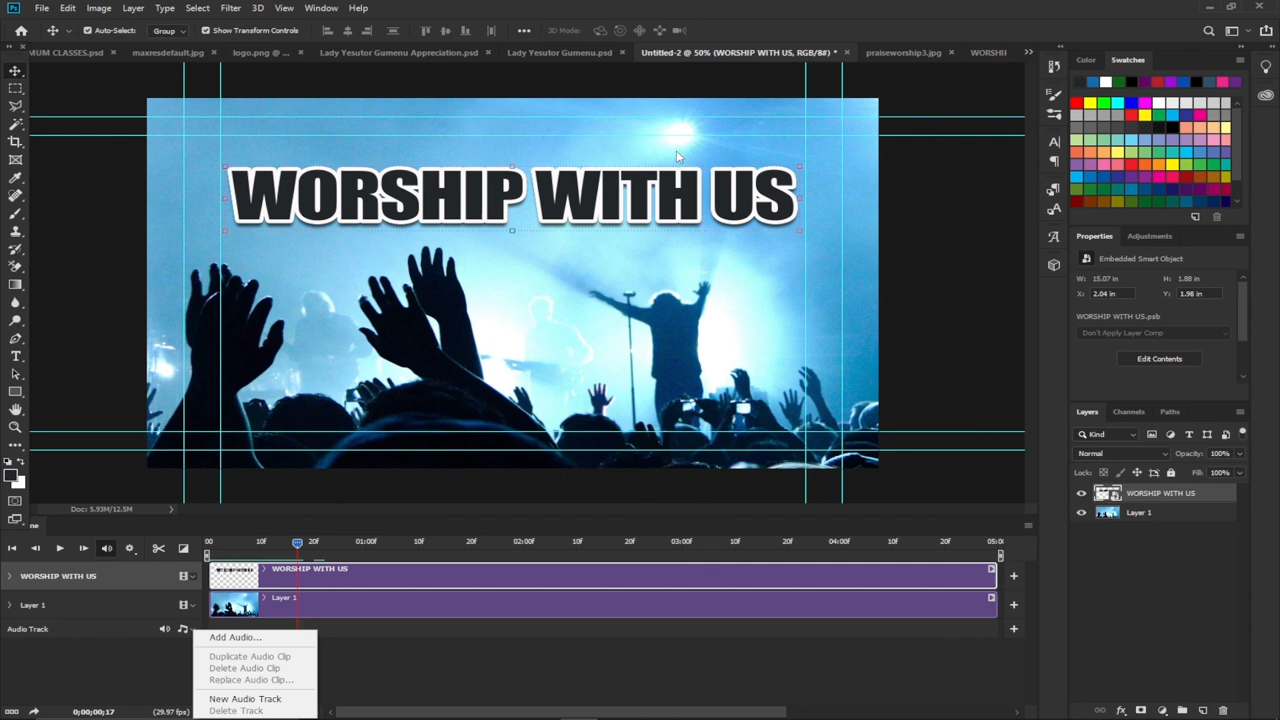 Ps File Edit Image Layer Type Select Filter 3D View Window Help
Auto-Select: Group Show Transform Controls 3D Mode:
MUM CLASSES.psd maxresdefault.jpg logo.png @ ... Lady Yesutor Gumenu Appreciation.psd Lady Yesutor Gumenu.psd Untitled-2 @ 50% (WORSHIP WITH US, RGB/8#) * praiseworship3.jpg WORSHI
Color Swatches
WORSHIP WITH US
Properties Adjustments
Embedded Smart Object
W: 15.07 in H: 1.88 in
X: 2.04 in Y: 1.98 in
WORSHIP WITH US.psb
Don't Apply Layer Comp
Edit Contents
Layers Channels Paths
Kind
Normal Opacity: 100%
Lock: Fill: 100%
WORSHIP WITH US
Layer 1
Doc: 5.93M/12.5M
ne
00 10f 20f 01:00f 10f 20f 02:00f 10f 20f 03:00f 10f 20f 04:00f 10f 20f 05:0
WORSHIP WITH US WORSHIP WITH US
Layer 1 Layer 1
Audio Track
Add Audio...
Duplicate Audio Clip
Delete Audio Clip
Replace Audio Clip...
New Audio Track
Delete Track
0;00;00;17 (29.97 fps)
fx